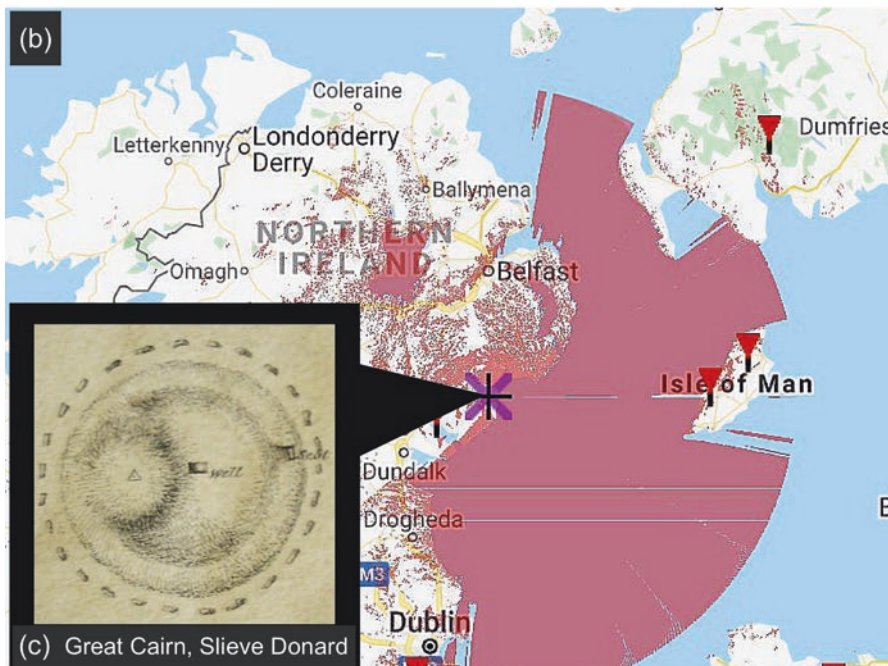 (b)
Coleraine
Letterkenny
Londonderry
Derry
Dumfries
Ballymena
NORTHERN
IRELAND
Omagh
Belfast
Isle of Man
Well
Seat
Dundalk
Drogheda
M3
Dublin
(c) Great Cairn, Slieve Donard